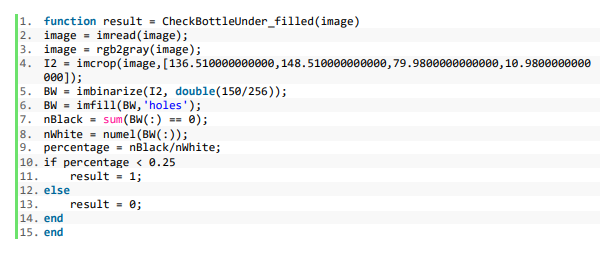 1. function result = CheckBottleUnder_filled(image)
2. image = imread(image);
3. image = rgb2gray(image);
4. I2 = imcrop(image,[136.510000000000,148.510000000000,79.9800000000000,10.9800000000
000]);
5. BW = imbinarize(I2, double(150/256));
6. BW = imfill(BW,'holes');
7. nBlack = sum(BW(:) == 0);
8. nWhite = numel(BW(:));
9. percentage = nBlack/nWhite;
10. if percentage < 0.25
11. result = 1;
12. else
13. result = 0;
14. end
15. end